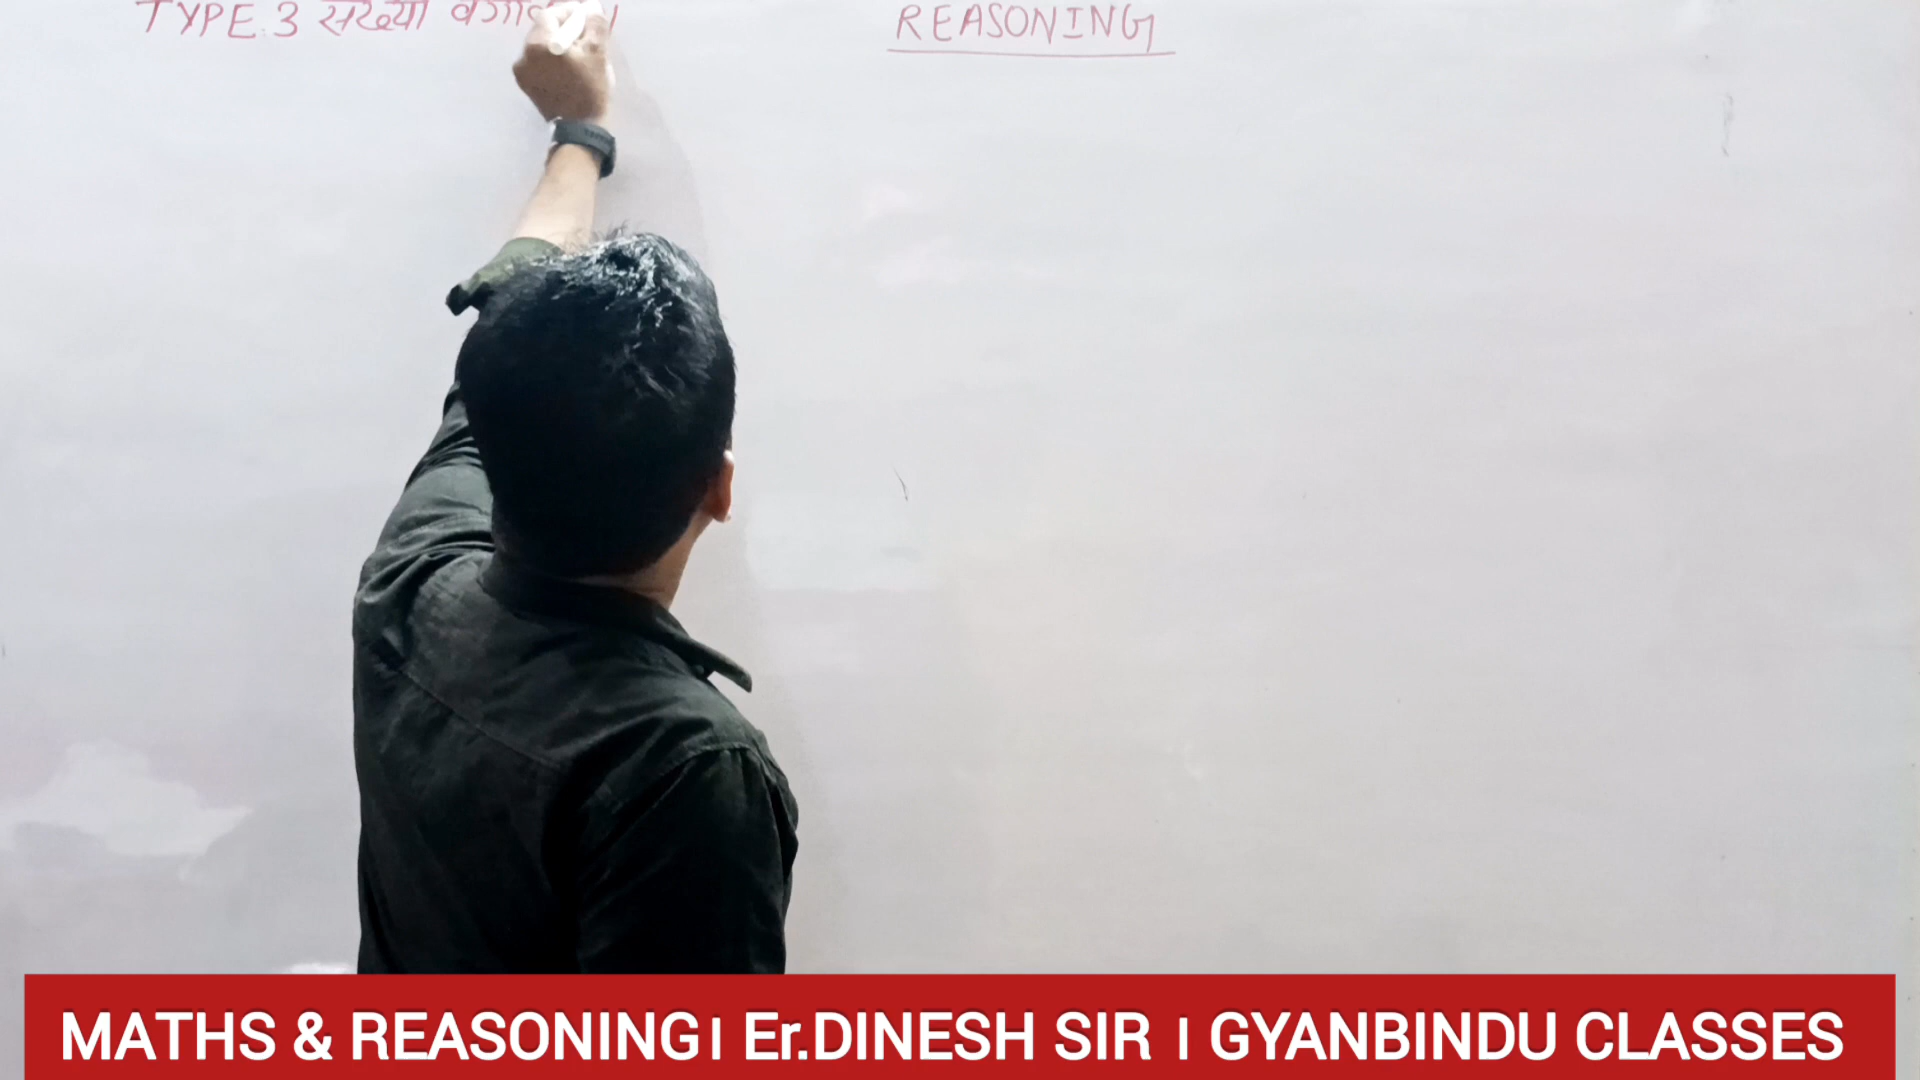 TYPE:3 संख्या
REASONING
MATHS & REASONING। Er.DINESH SIR । GYANBINDU CLASSES